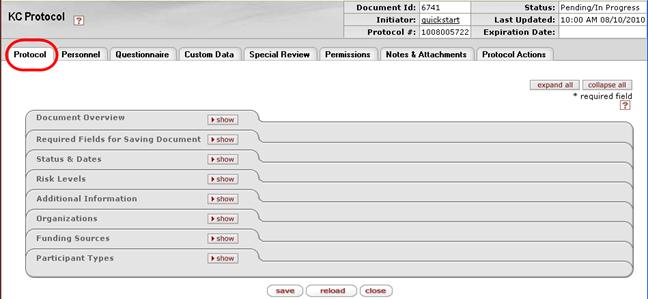 KC Protocol ?
Document Id: 6741 Status: Pending/In Progress
Initiator: quickstart Last Updated: 10:00 AM 08/10/2010
Protocol #: 1008005722 Expiration Date:
Protocol Personnel Questionnaire Custom Data Special Review Permissions Notes & Attachments Protocol Actions
expand all collapse all
* required field
?
Document Overview show
Required Fields for Saving Document show
Status & Dates show
Risk Levels show
Additional Information show
Organizations show
Funding Sources show
Participant Types show
save reload close